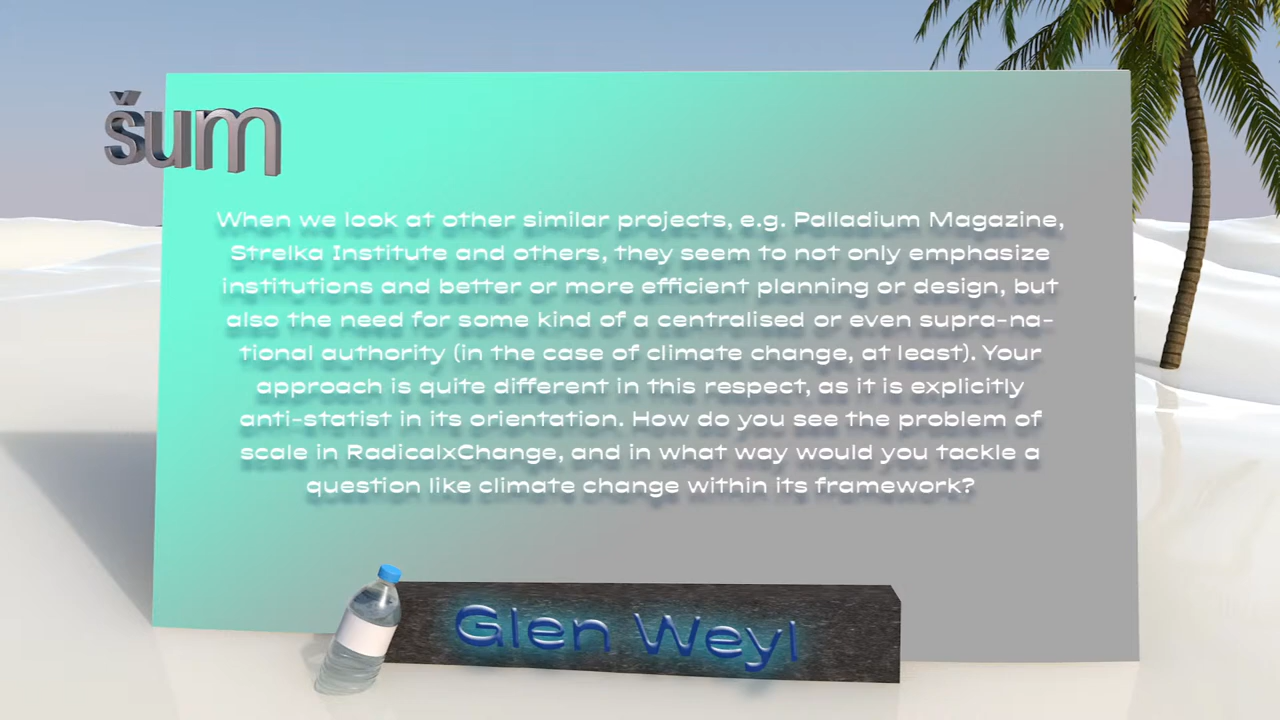 šum
When we look at other similar projects, e.g. Palladium Magazine,
Strelka Institute and others, they seem to not only emphasize
institutions and better or more efficient planning or design, but
also the need for some kind of a centralised or even supra-na-
tional authority (in the case of climate change, at least). Your
approach is quite different in this respect, as it is explicitly
anti-statist in its orientation. How do you see the problem of
scale in RadicalxChange, and in what way would you tackle a
question like climate change within its framework?
Glen Weyl